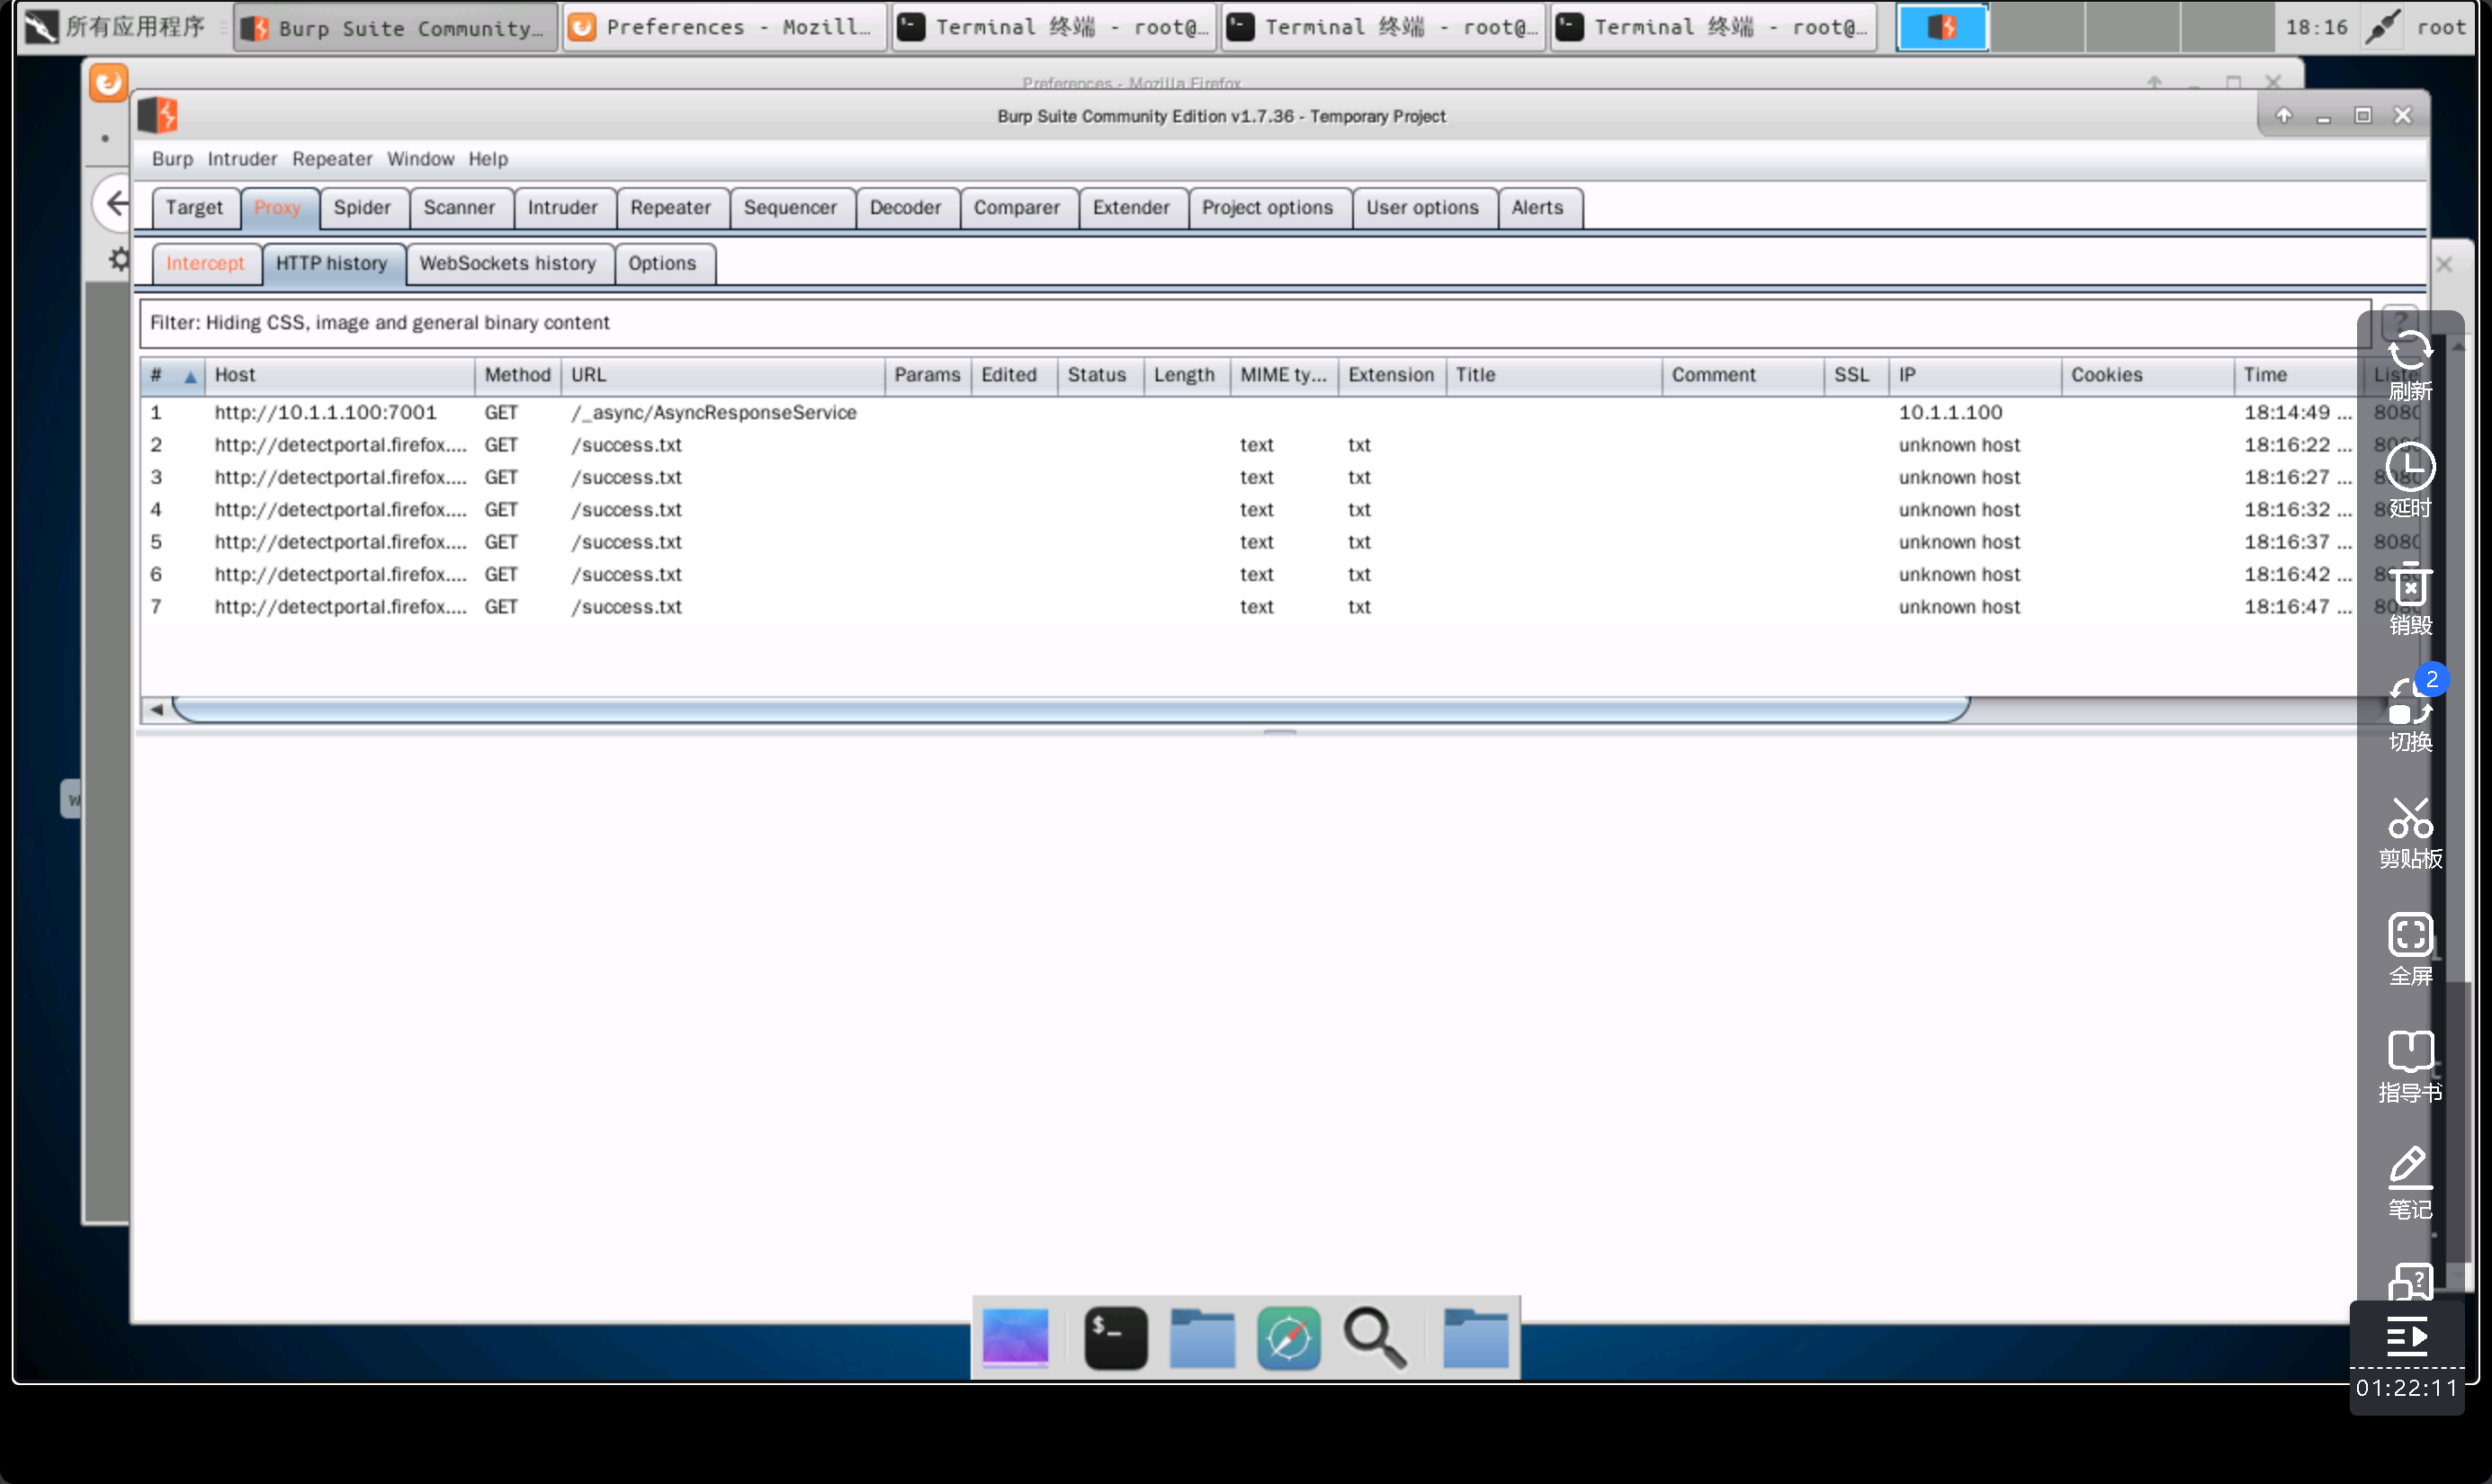 所有应用程序 Burp Suite Community… Preferences - Mozill… Terminal 终端 - root@… Terminal 终端 - root@… Terminal 终端 - root@… 18:16 root
Preferences - Mozilla Firefox
Burp Suite Community Edition v1.7.36 - Temporary Project
Burp Intruder Repeater Window Help
Target Proxy Spider Scanner Intruder Repeater Sequencer Decoder Comparer Extender Project options User options Alerts
Intercept HTTP history WebSockets history Options
Filter: Hiding CSS, image and general binary content
?
# Host Method URL Params Edited Status Length MIME ty... Extension Title Comment SSL IP Cookies Time Liste
1 http://10.1.1.100:7001 GET /_async/AsyncResponseService 10.1.1.100 18:14:49 ... 8080
2 http://detectportal.firefox.... GET /success.txt text txt unknown host 18:16:22 ... 8080
3 http://detectportal.firefox.... GET /success.txt text txt unknown host 18:16:27 ... 8080
4 http://detectportal.firefox.... GET /success.txt text txt unknown host 18:16:32 ... 8080
5 http://detectportal.firefox.... GET /success.txt text txt unknown host 18:16:37 ... 8080
6 http://detectportal.firefox.... GET /success.txt text txt unknown host 18:16:42 ... 8080
7 http://detectportal.firefox.... GET /success.txt text txt unknown host 18:16:47 ... 8080
刷新
延时
销毁
2
切换
剪贴板
全屏
指导书
笔记
w
$_
01:22:11